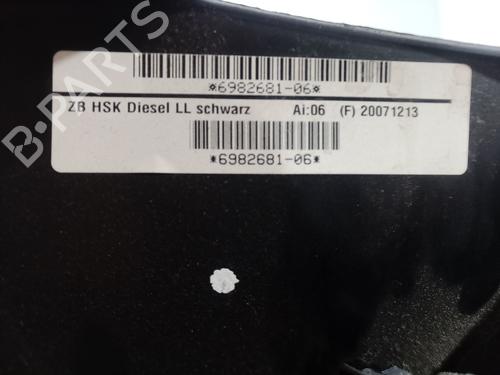 *6982681-06*
ZB HSK Diesel LL schwarz Ai:06 (F) 20071213
*6982681-06*
B-PARTS